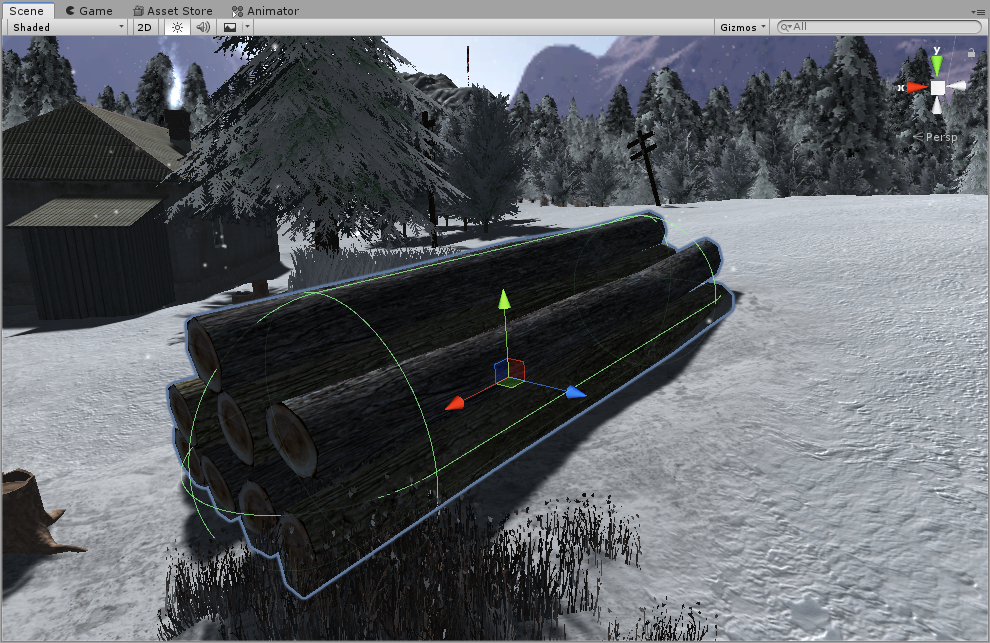 Scene Game Asset Store Animator
Shaded 2D Gizmos All
y
x
Persp